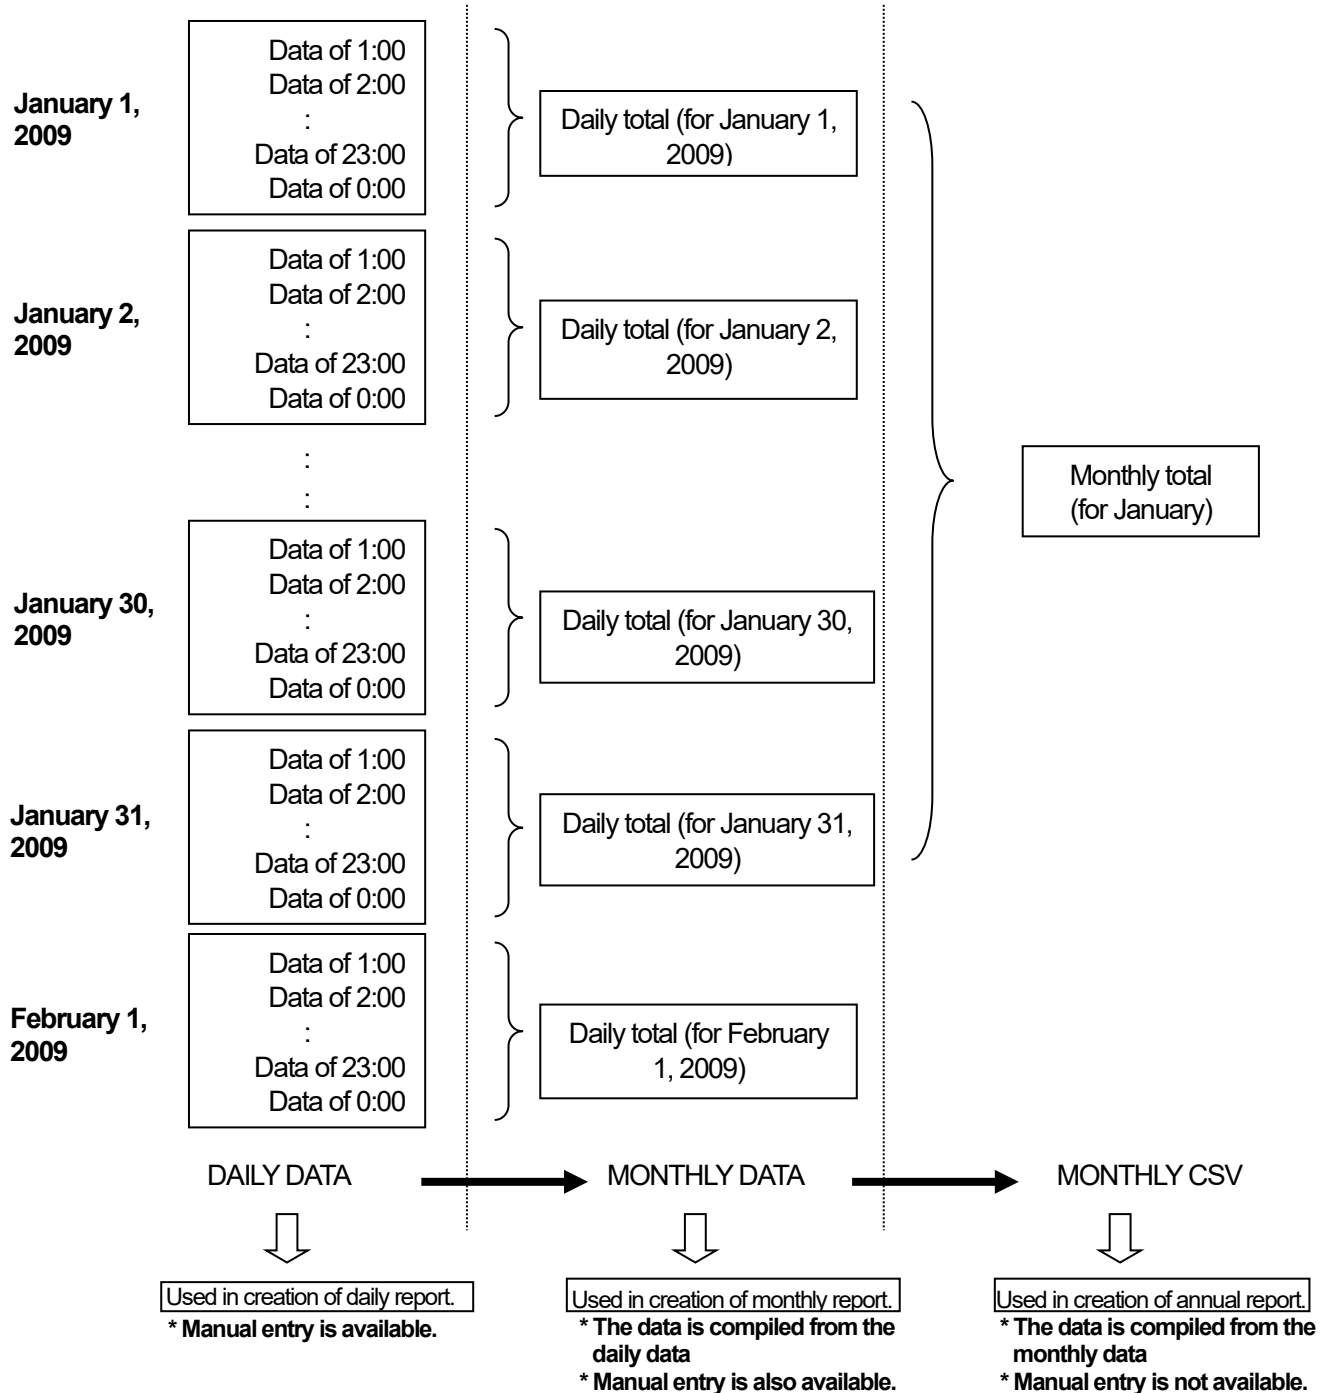 January 1,
2009
Data of 1:00
Data of 2:00
:
Data of 23:00
Data of 0:00
Daily total (for January 1,
2009)
January 2,
2009
Data of 1:00
Data of 2:00
:
Data of 23:00
Data of 0:00
Daily total (for January 2,
2009)
:
:
Monthly total
(for January)
January 30,
2009
Data of 1:00
Data of 2:00
:
Data of 23:00
Data of 0:00
Daily total (for January 30,
2009)
January 31,
2009
Data of 1:00
Data of 2:00
:
Data of 23:00
Data of 0:00
Daily total (for January 31,
2009)
February 1,
2009
Data of 1:00
Data of 2:00
:
Data of 23:00
Data of 0:00
Daily total (for February
1, 2009)
DAILY DATA
MONTHLY DATA
MONTHLY CSV
Used in creation of daily report.
* Manual entry is available.
Used in creation of monthly report.
* The data is compiled from the
daily data
* Manual entry is also available.
Used in creation of annual report.
* The data is compiled from the
monthly data
* Manual entry is not available.